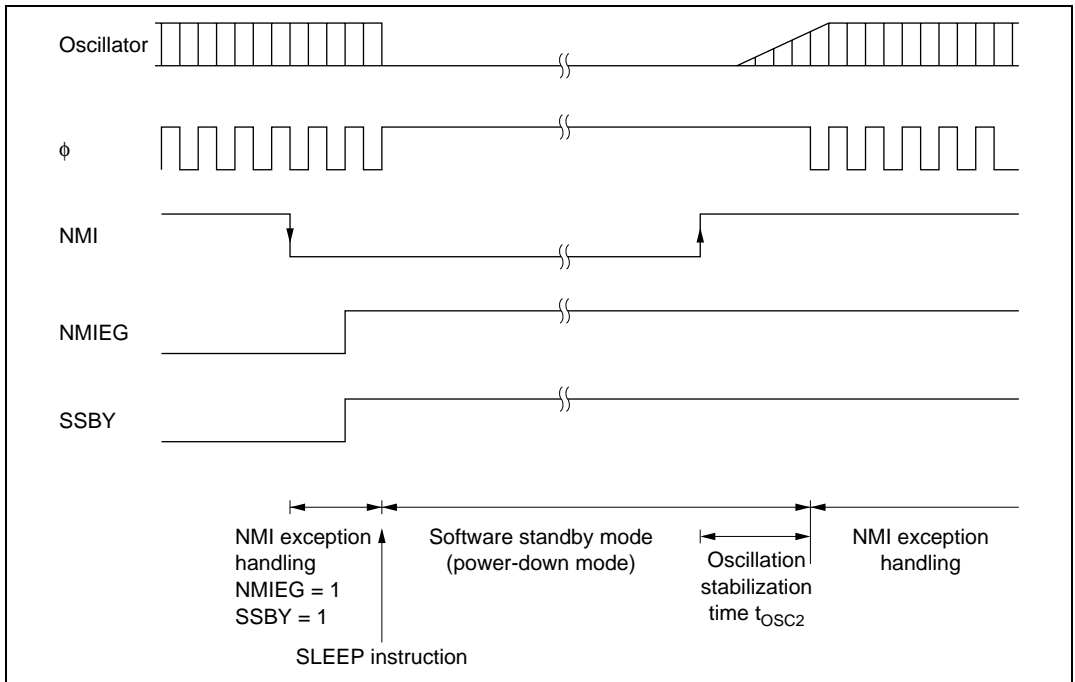 Oscillator
φ
NMI
NMIEG
SSBY
NMI exception
handling
NMIEG = 1
SSBY = 1
Software standby mode
(power-down mode)
Oscillation
stabilization
time tOSC2
NMI exception
handling
SLEEP instruction